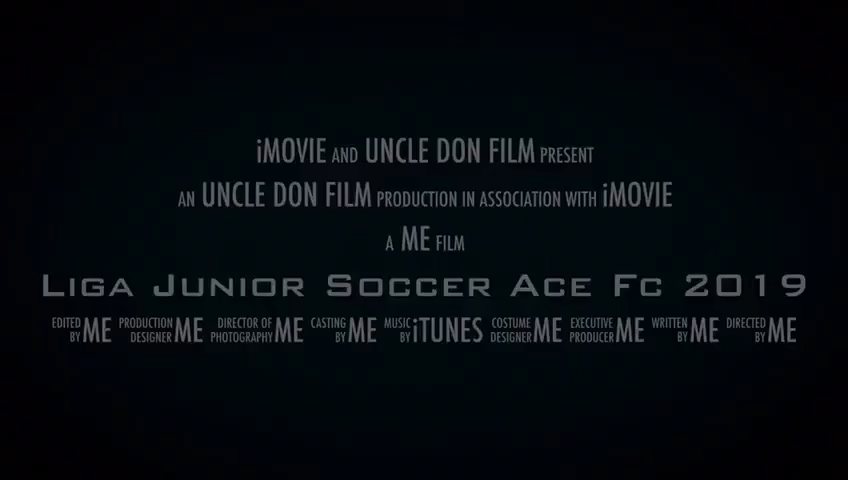 iMOVIE AND UNCLE DON FILM PRESENT
AN UNCLE DON FILM PRODUCTION IN ASSOCIATION WITH iMOVIE
A ME FILM
LIGA JUNIOR SOCCER ACE FC 2019
EDITED BY ME PRODUCTION DESIGNER ME DIRECTOR OF PHOTOGRAPHY ME CASTING BY ME MUSIC BY iTUNES COSTUME DESIGNER ME EXECUTIVE PRODUCER ME WRITTEN BY ME DIRECTED BY ME